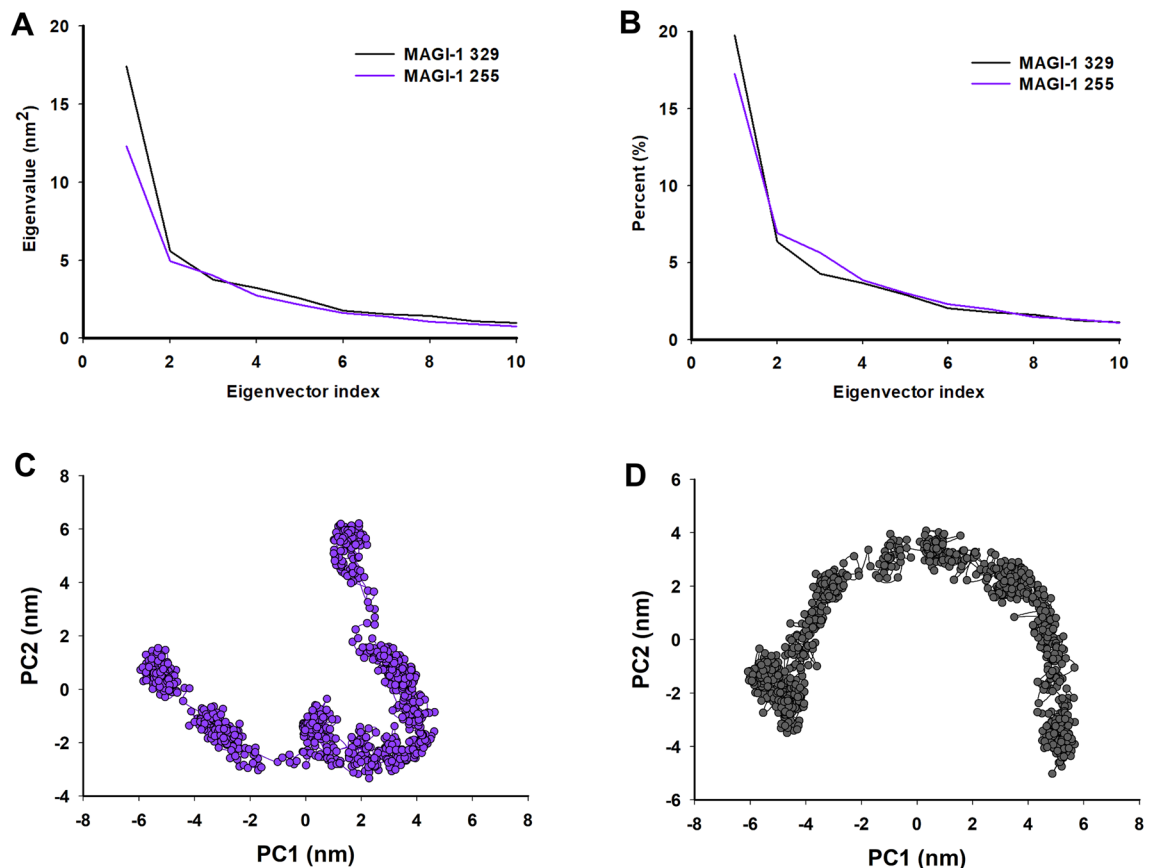 A
20
15
10
5
0
0 2 4 6 8 10
Eigenvalue (nm²)
Eigenvector index
MAGI-1 329
MAGI-1 255
B
20
15
10
5
0
0 2 4 6 8 10
Percent (%)
Eigenvector index
MAGI-1 329
MAGI-1 255
C
8
6
4
2
0
-2
-4
-8 -6 -4 -2 0 2 4 6 8
PC2 (nm)
PC1 (nm)
D
6
4
2
0
-2
-4
-6
-8 -6 -4 -2 0 2 4 6 8
PC2 (nm)
PC1 (nm)